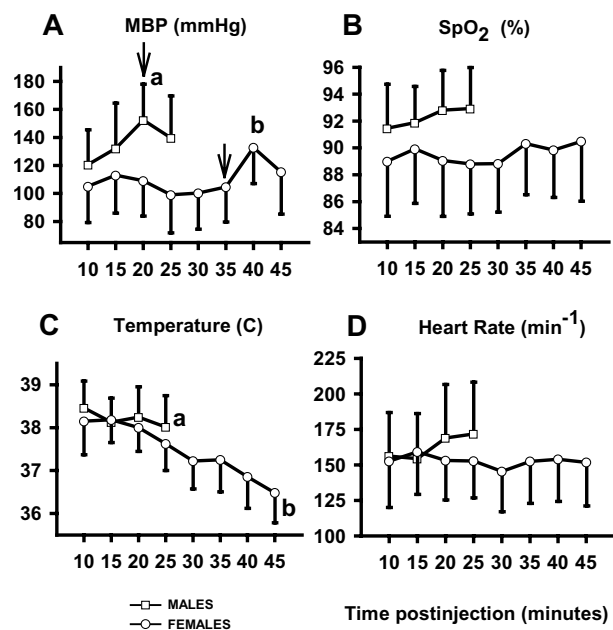 A MBP (mmHg)
180
160
140
120
100
80
a
b
10 15 20 25 30 35 40 45
B SpO2 (%)
96
94
92
90
88
86
84
10 15 20 25 30 35 40 45
C Temperature (C)
39
38
37
36
a
b
10 15 20 25 30 35 40 45
D Heart Rate (min-1)
225
200
175
150
125
100
10 15 20 25 30 35 40 45
MALES
FEMALES
Time postinjection (minutes)